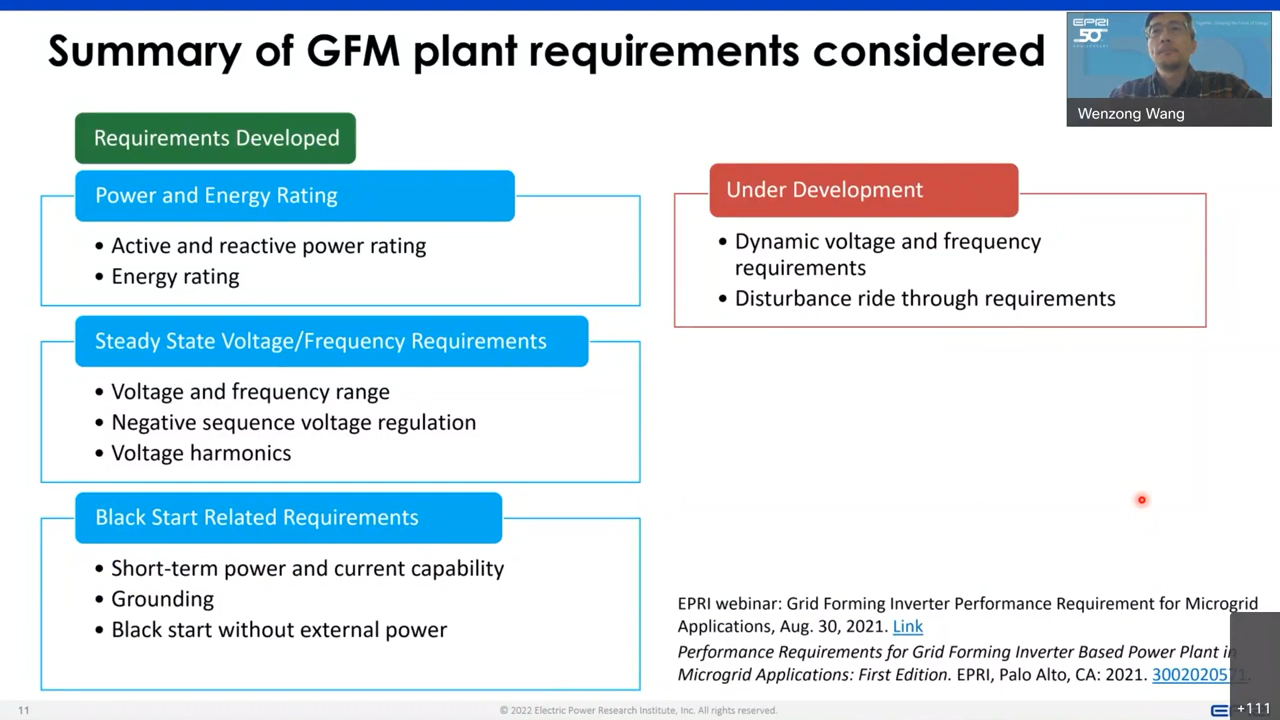 Summary of GFM plant requirements considered
EPRI
50
ANNIVERSARY
Wenzong Wang
Requirements Developed
Power and Energy Rating
• Active and reactive power rating
• Energy rating
Steady State Voltage/Frequency Requirements
• Voltage and frequency range
• Negative sequence voltage regulation
• Voltage harmonics
Black Start Related Requirements
• Short-term power and current capability
• Grounding
• Black start without external power
Under Development
• Dynamic voltage and frequency
requirements
• Disturbance ride through requirements
EPRI webinar: Grid Forming Inverter Performance Requirement for Microgrid
Applications, Aug. 30, 2021. Link
Performance Requirements for Grid Forming Inverter Based Power Plant in
Microgrid Applications: First Edition. EPRI, Palo Alto, CA: 2021. 3002020571.
11
© 2022 Electric Power Research Institute, Inc. All rights reserved.
+111